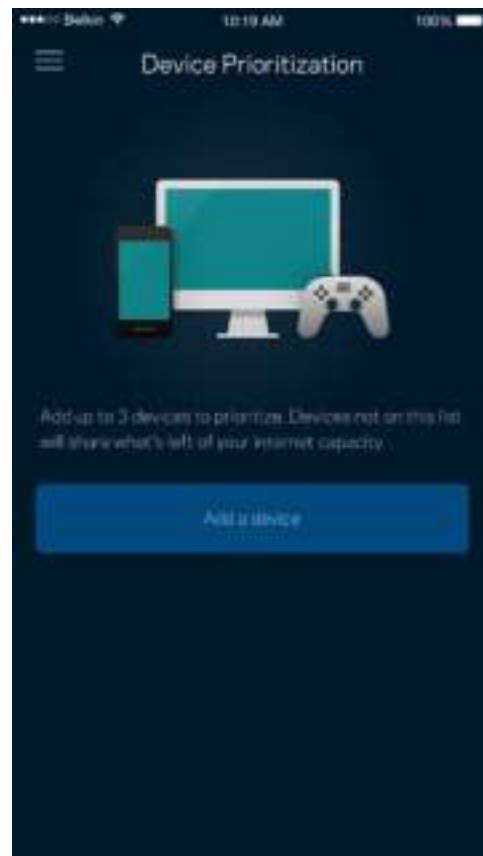 Belkin 10:19 AM 100%
Device Prioritization
Add up to 3 devices to prioritize. Devices not on this list
will share what's left of your internet capacity.
Add a device